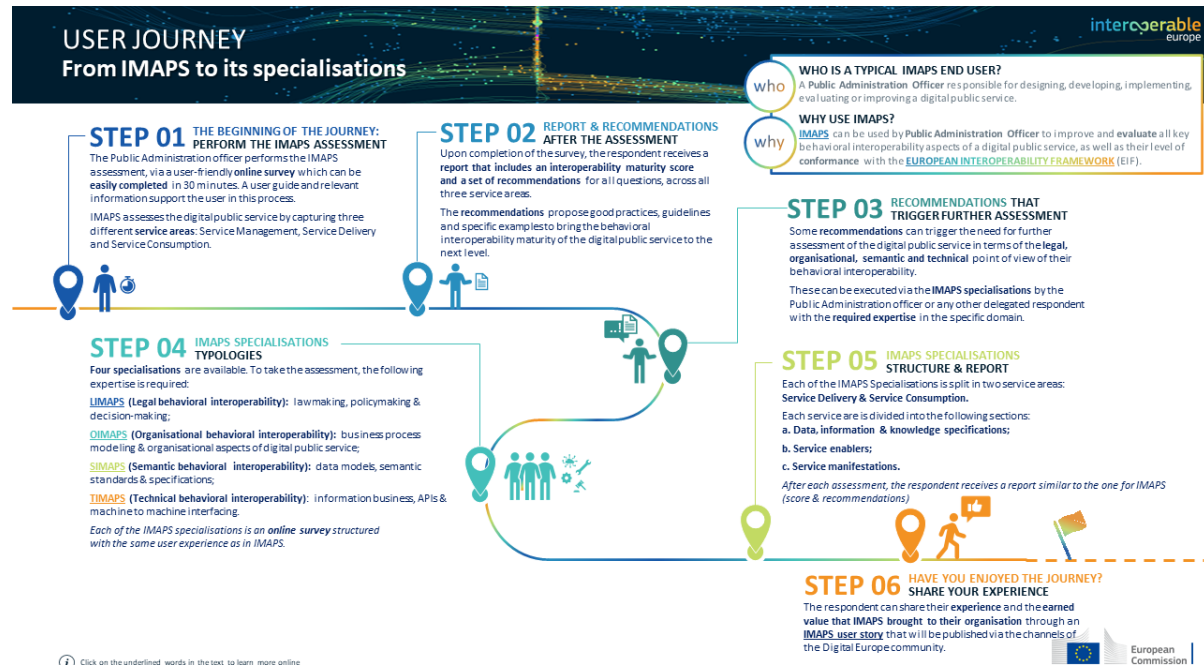 USER JOURNEY
From IMAPS to its specialisations
interoperable
europe
who
WHO IS A TYPICAL IMAPS END USER?
A Public Administration Officer responsible for designing, developing, implementing,
evaluating or improving a digital public service.
why
WHY USE IMAPS?
IMAPS can be used by Public Administration Officer to improve and evaluate all key
behavioral interoperability aspects of a digital public service, as well as their level of
conformance with the EUROPEAN INTEROPERABILITY FRAMEWORK (EIF).
STEP 01
THE BEGINNING OF THE JOURNEY:
PERFORM THE IMAPS ASSESSMENT
The Public Administration officer performs the IMAPS
assessment, via a user-friendly online survey which can be
easily completed in 30 minutes. A user guide and relevant
information support the user in this process.
IMAPS assesses the digital public service by capturing three
different service areas: Service Management, Service Delivery
and Service Consumption.
STEP 02
REPORT & RECOMMENDATIONS
AFTER THE ASSESSMENT
Upon completion of the survey, the respondent receives a
report that includes an interoperability maturity score
and a set of recommendations for all questions, across all
three service areas.
The recommendations propose good practices, guidelines
and specific examples to bring the behavioral
interoperability maturity of the digital public service to the
next level.
STEP 03
RECOMMENDATIONS THAT
TRIGGER FURTHER ASSESSMENT
Some recommendations can trigger the need for further
assessment of the digital public service in terms of the legal,
organisational, semantic and technical point of view of their
behavioral interoperability.
These can be executed via the IMAPS specialisations by the
Public Administration officer or any other delegated respondent
with the required expertise in the specific domain.
STEP 04
IMAPS SPECIALISATIONS
TYPOLOGIES
Four specialisations are available. To take the assessment, the following
expertise is required:
LIMAPS (Legal behavioral interoperability): lawmaking, policymaking &
decision-making;
OIMAPS (Organisational behavioral interoperability): business process
modeling & organisational aspects of digital public service;
SIMAPS (Semantic behavioral interoperability): data models, semantic
standards & specifications;
TIMAPS (Technical behavioral interoperability): information business, APIs &
machine to machine interfacing.
Each of the IMAPS specialisations is an online survey structured
with the same user experience as in IMAPS.
STEP 05
IMAPS SPECIALISATIONS
STRUCTURE & REPORT
Each of the IMAPS Specialisations is split in two service areas:
Service Delivery & Service Consumption.
Each service are is divided into the following sections:
a. Data, information & knowledge specifications;
b. Service enablers;
c. Service manifestations.
After each assessment, the respondent receives a report similar to the one for IMAPS
(score & recommendations)
STEP 06
HAVE YOU ENJOYED THE JOURNEY?
SHARE YOUR EXPERIENCE
The respondent can share their experience and the earned
value that IMAPS brought to their organisation through an
IMAPS user story that will be published via the channels of
the Digital Europe community.
European
Commission
i Click on the underlined words in the text to learn more online